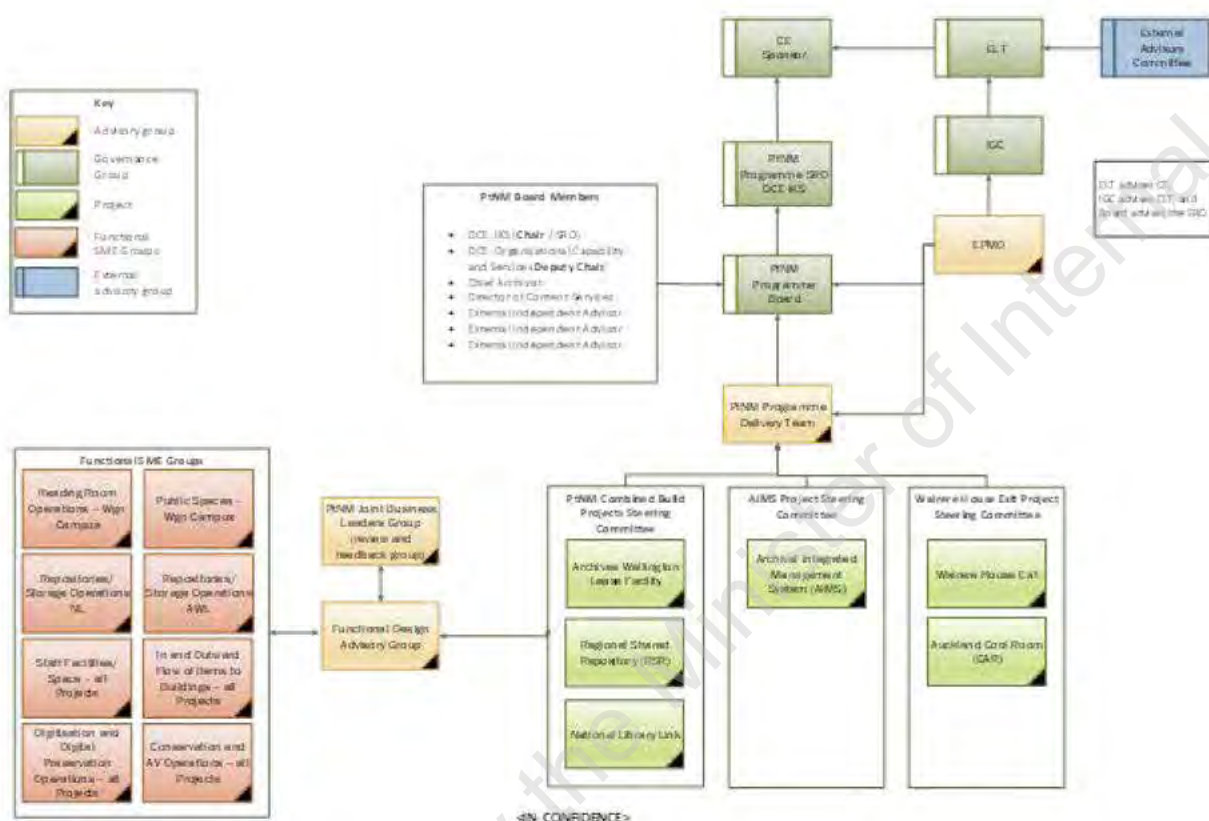 Key
Advisory group
Governance
Group
Project
Functional
SME Groups
External
advisory group
CE
Sponsor
ELT
External
Advisory
Committee
PtNM
Programme SRO
DCE IKS
IGC
ELT advises CE,
IGC advises ELT, and
Board advises the SRO
PtNM Board Members
DCE IKS (Chair / SRO)
DCE Organisational Capability
and Services Deputy Chair
Chief Archivist
Director of Content Services
External Independent Advisor
External Independent Advisor
External Independent Advisor
PtNM
Programme
Board
EPMO
PtNM Programme
Delivery Team
Functional SME Groups
Reading Room
Operations – Wgn
Campus
Public Spaces –
Wgn Campus
Repositories/
Storage Operations
NL
Repositories/
Storage Operations
AWL
Staff Facilities/
Space – all
Projects
In and Outward
Flow of Items to
Buildings – all
Projects
Digitisation and
Digital
Preservation
Operations – all
Projects
Conservation and
AV Operations – all
Projects
PtNM Joint Business
Leaders Group
(review and
feedback group)
Functional Design
Advisory Group
PtNM Combined Build
Projects Steering
Committee
Archives Wellington
Lease Facility
Regional Shared
Repository (RSR)
National Library Link
AIMS Project Steering
Committee
Archival Integrated
Management
System (AIMS)
Wairere House Exit Project
Steering Committee
Wairere House Exit
Auckland Cool Room
(CAR)
<IN CONFIDENCE>
the Minister of Internal